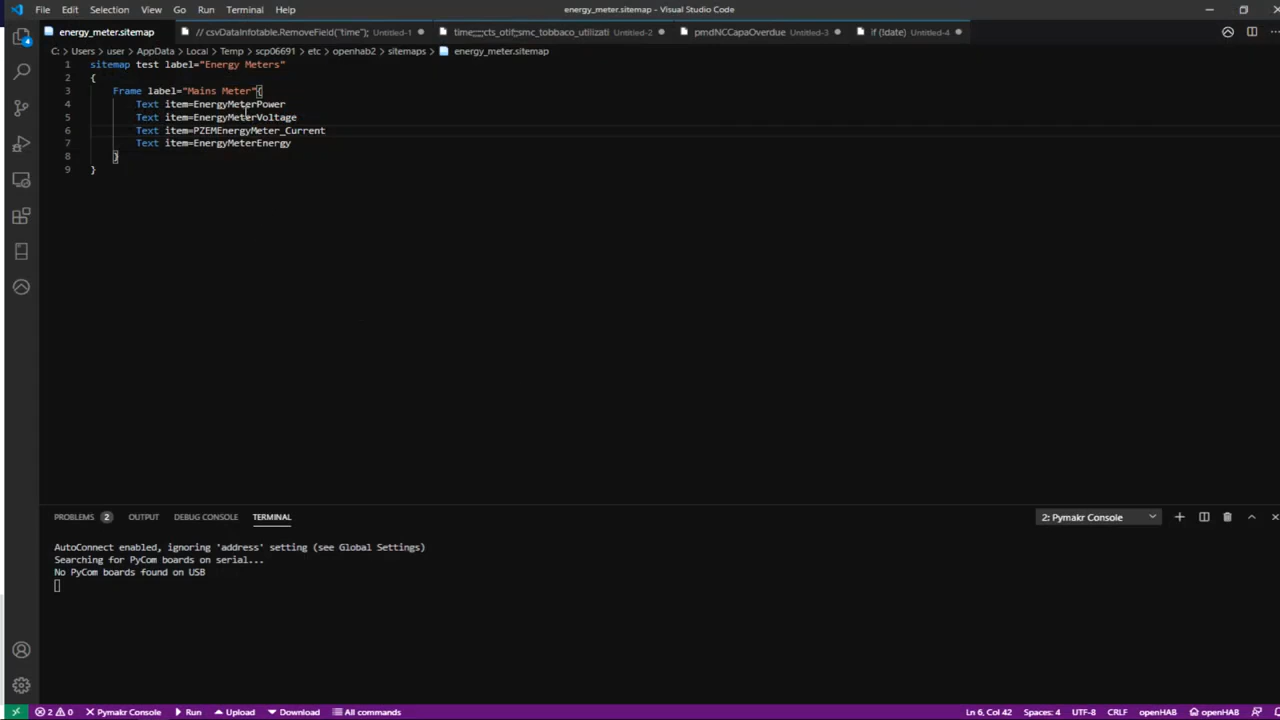 File Edit Selection View Go Run Terminal Help
energy_meter.sitemap - Visual Studio Code
energy_meter.sitemap
// csvDataInfotable.RemoveField("time"); Untitled-1
Untitled-2
pmdNCCapaOverdue Untitled-3
if (!date) Untitled-4
C: > Users > user > AppData > Local > Temp > scp06691 > etc > openhab2 > sitemaps > energy_meter.sitemap
1 sitemap test label="Energy Meters"
2 {
3 Frame label="Mains Meter"{
4 Text item=EnergyMeterPower
5 Text item=EnergyMeterVoltage
6 Text item=PZEMEnergyMeter_Current
7 Text item=EnergyMeterEnergy
8 }
9 }
4
PROBLEMS 2 OUTPUT DEBUG CONSOLE TERMINAL
2: Pymakr Console
AutoConnect enabled, ignoring 'address' setting (see Global Settings)
Searching for PyCom boards on serial...
No PyCom boards found on USB
2 0 Pymakr Console Run Upload Download All commands
Ln 6, Col 42 Spaces: 4 UTF-8 CRLF openHAB openHAB